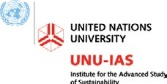 UNITED NATIONS
UNIVERSITY
UNU-IAS
Institute for the Advanced Study
of Sustainability